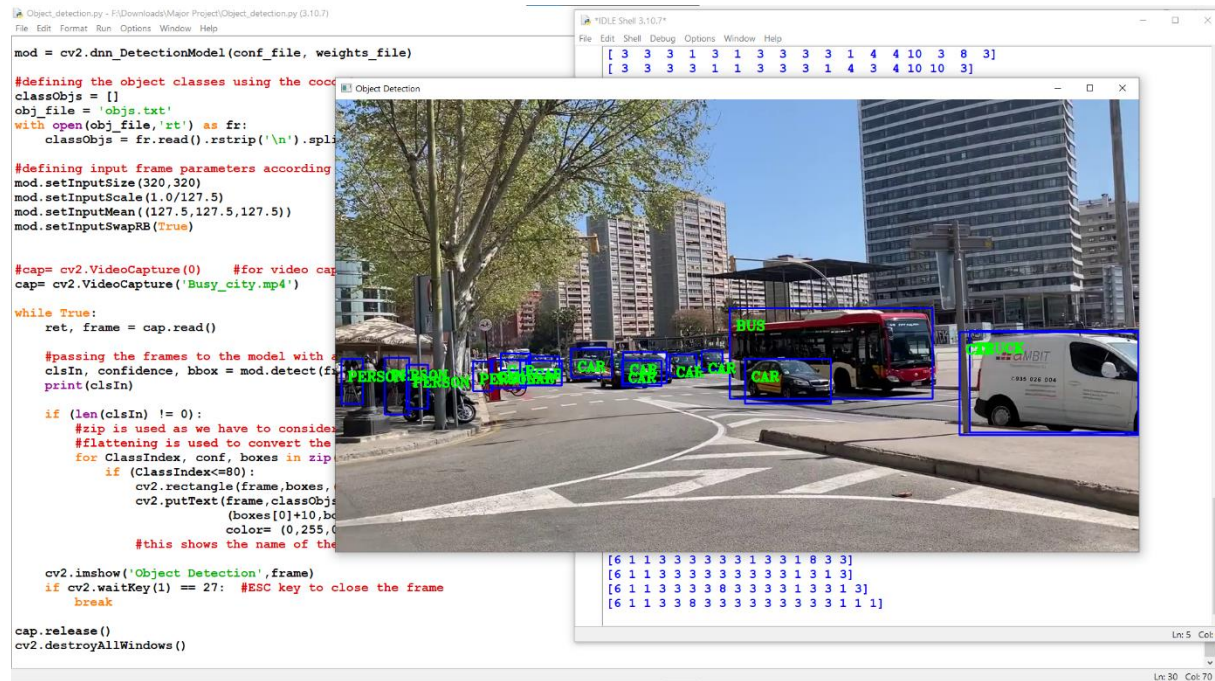 Object_detection.py - F:\Downloads\Major Project\Object_detection.py (3.10.7)
File Edit Format Run Options Window Help
mod = cv2.dnn_DetectionModel(conf_file, weights_file)
#defining the object classes using the coco
classObjs = []
obj_file = 'objs.txt'
with open(obj_file,'rt') as fr:
classObjs = fr.read().rstrip('\n').spli
#defining input frame parameters according
mod.setInputSize(320,320)
mod.setInputScale(1.0/127.5)
mod.setInputMean((127.5,127.5,127.5))
mod.setInputSwapRB(True)
#cap= cv2.VideoCapture(0) #for video cap
cap= cv2.VideoCapture('Busy_city.mp4')
while True:
ret, frame = cap.read()
#passing the frames to the model with a
clsIn, confidence, bbox = mod.detect(fr
print(clsIn)
if (len(clsIn) != 0):
#zip is used as we have to consider
#flattening is used to convert the
for ClassIndex, conf, boxes in zip(
if (ClassIndex<=80):
cv2.rectangle(frame,boxes,
cv2.putText(frame,classObjs
(boxes[0]+10,bo
color= (0,255,0
#this shows the name of the
cv2.imshow('Object Detection',frame)
if cv2.waitKey(1) == 27: #ESC key to close the frame
break
cap.release()
cv2.destroyAllWindows()
Ln: 30 Col: 70
*IDLE Shell 3.10.7*
File Edit Shell Debug Options Window Help
[ 3 3 3 1 3 1 3 3 3 3 1 4 4 10 3 8 3]
[ 3 3 3 3 1 1 3 3 3 1 4 3 4 10 10 3]
Object Detection
BUS
TRUCK
AMBIT
935 026 004
CAR
CAR
CAR
CAR
CAR
CAR
PERSON
PERSON
PERSON
[6 1 1 3 3 3 3 3 3 1 3 3 1 8 3 3]
[6 1 1 3 3 3 3 3 3 3 3 1 3 1 3]
[6 1 1 3 3 3 3 8 3 3 3 3 1 3 3 1 3]
[6 1 1 3 3 8 3 3 3 3 3 3 3 3 3 1 1 1]
Ln: 5 Col: